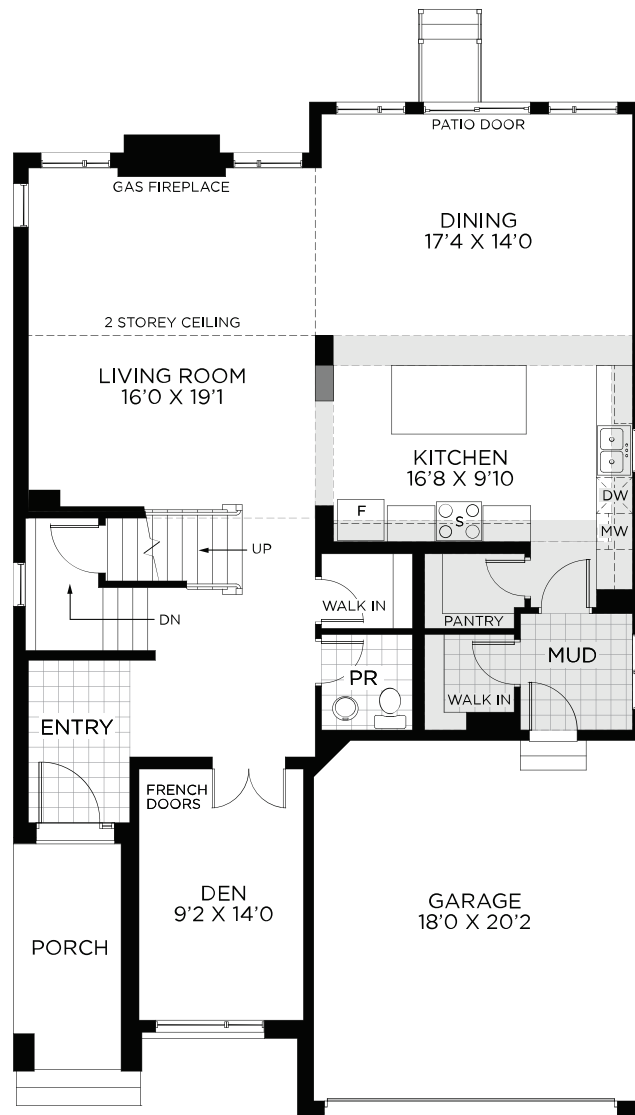 PATIO DOOR
GAS FIREPLACE
DINING
17'4 X 14'0
2 STOREY CEILING
LIVING ROOM
16'0 X 19'1
KITCHEN
16'8 X 9'10
DW
F
S
MW
UP
WALK IN
DN
PANTRY
MUD
PR
WALK IN
ENTRY
FRENCH
DOORS
DEN
9'2 X 14'0
GARAGE
18'0 X 20'2
PORCH